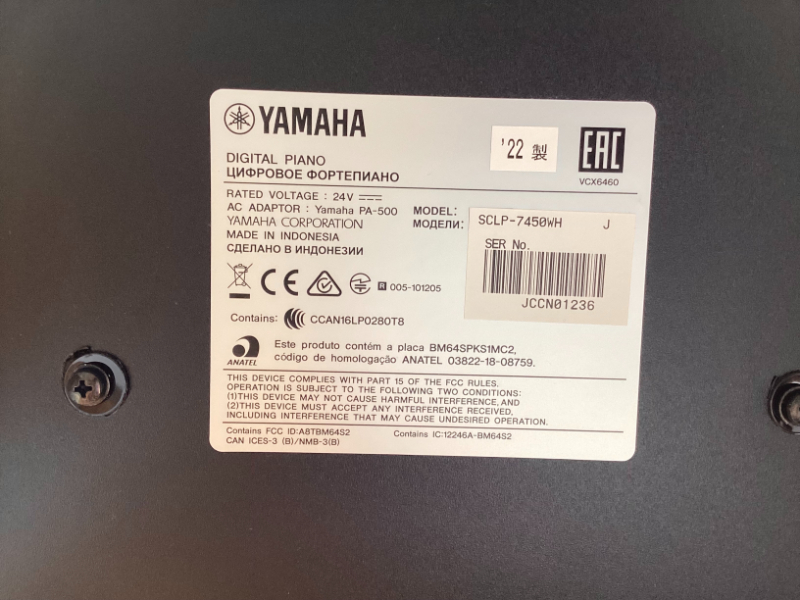 YAMAHA
'22 製
EAC
VCX6460
DIGITAL PIANO
ЦИФРОВОЕ ФОРТЕПИАНО
RATED VOLTAGE : 24V
AC ADAPTOR : Yamaha PA-500
YAMAHA CORPORATION
MADE IN INDONESIA
СДЕЛАНО В ИНДОНЕЗИИ
MODEL:
МОДЕЛИ:
SCLP-7450WH J
SER No.
JCCN01236
CE
R 005-101205
Contains: CCAN16LP0280T8
ANATEL
Este produto contém a placa BM64SPKS1MC2,
código de homologação ANATEL 03822-18-08759.
THIS DEVICE COMPLIES WITH PART 15 OF THE FCC RULES.
OPERATION IS SUBJECT TO THE FOLLOWING TWO CONDITIONS:
(1)THIS DEVICE MAY NOT CAUSE HARMFUL INTERFERENCE,AND
(2)THIS DEVICE MUST ACCEPT ANY INTERFERENCE RECEIVED,
INCLUDING INTERFERENCE THAT MAY CAUSE UNDESIRED OPERATION.
Contains FCC ID:A8TBM64S2 Contains IC:12246A-BM64S2
CAN ICES-3 (B)/NMB-3(B)